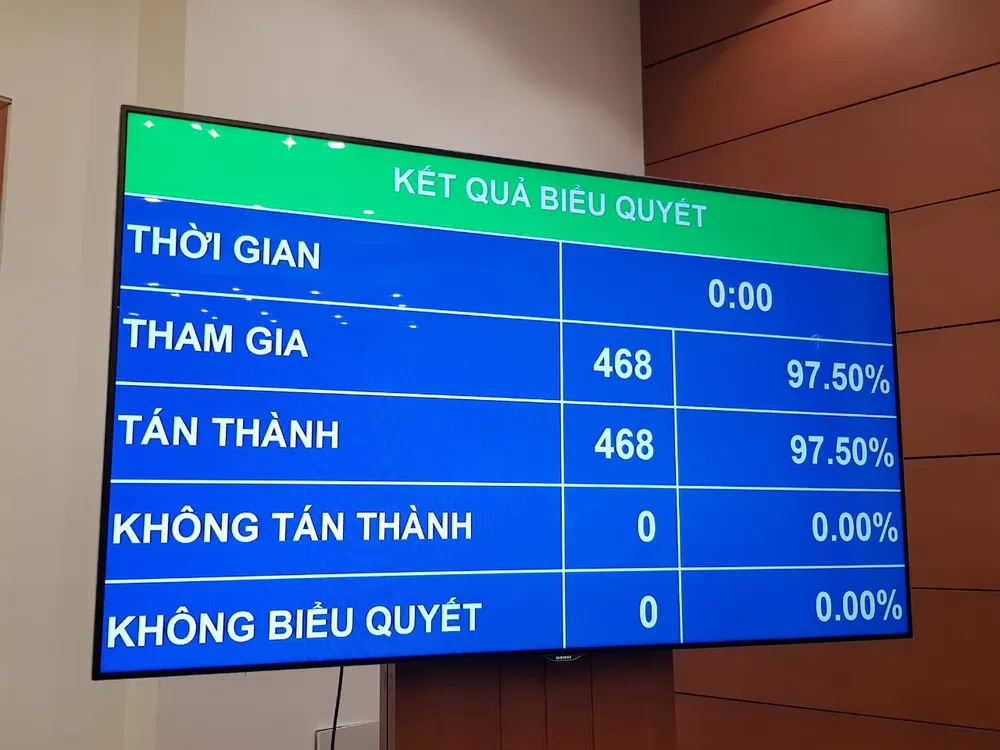 KẾT QUẢ BIỂU QUYẾT
THỜI GIAN 0:00
THAM GIA 468 97.50%
TÁN THÀNH 468 97.50%
KHÔNG TÁN THÀNH 0 0.00%
KHÔNG BIỂU QUYẾT 0 0.00%
SAMSUNG